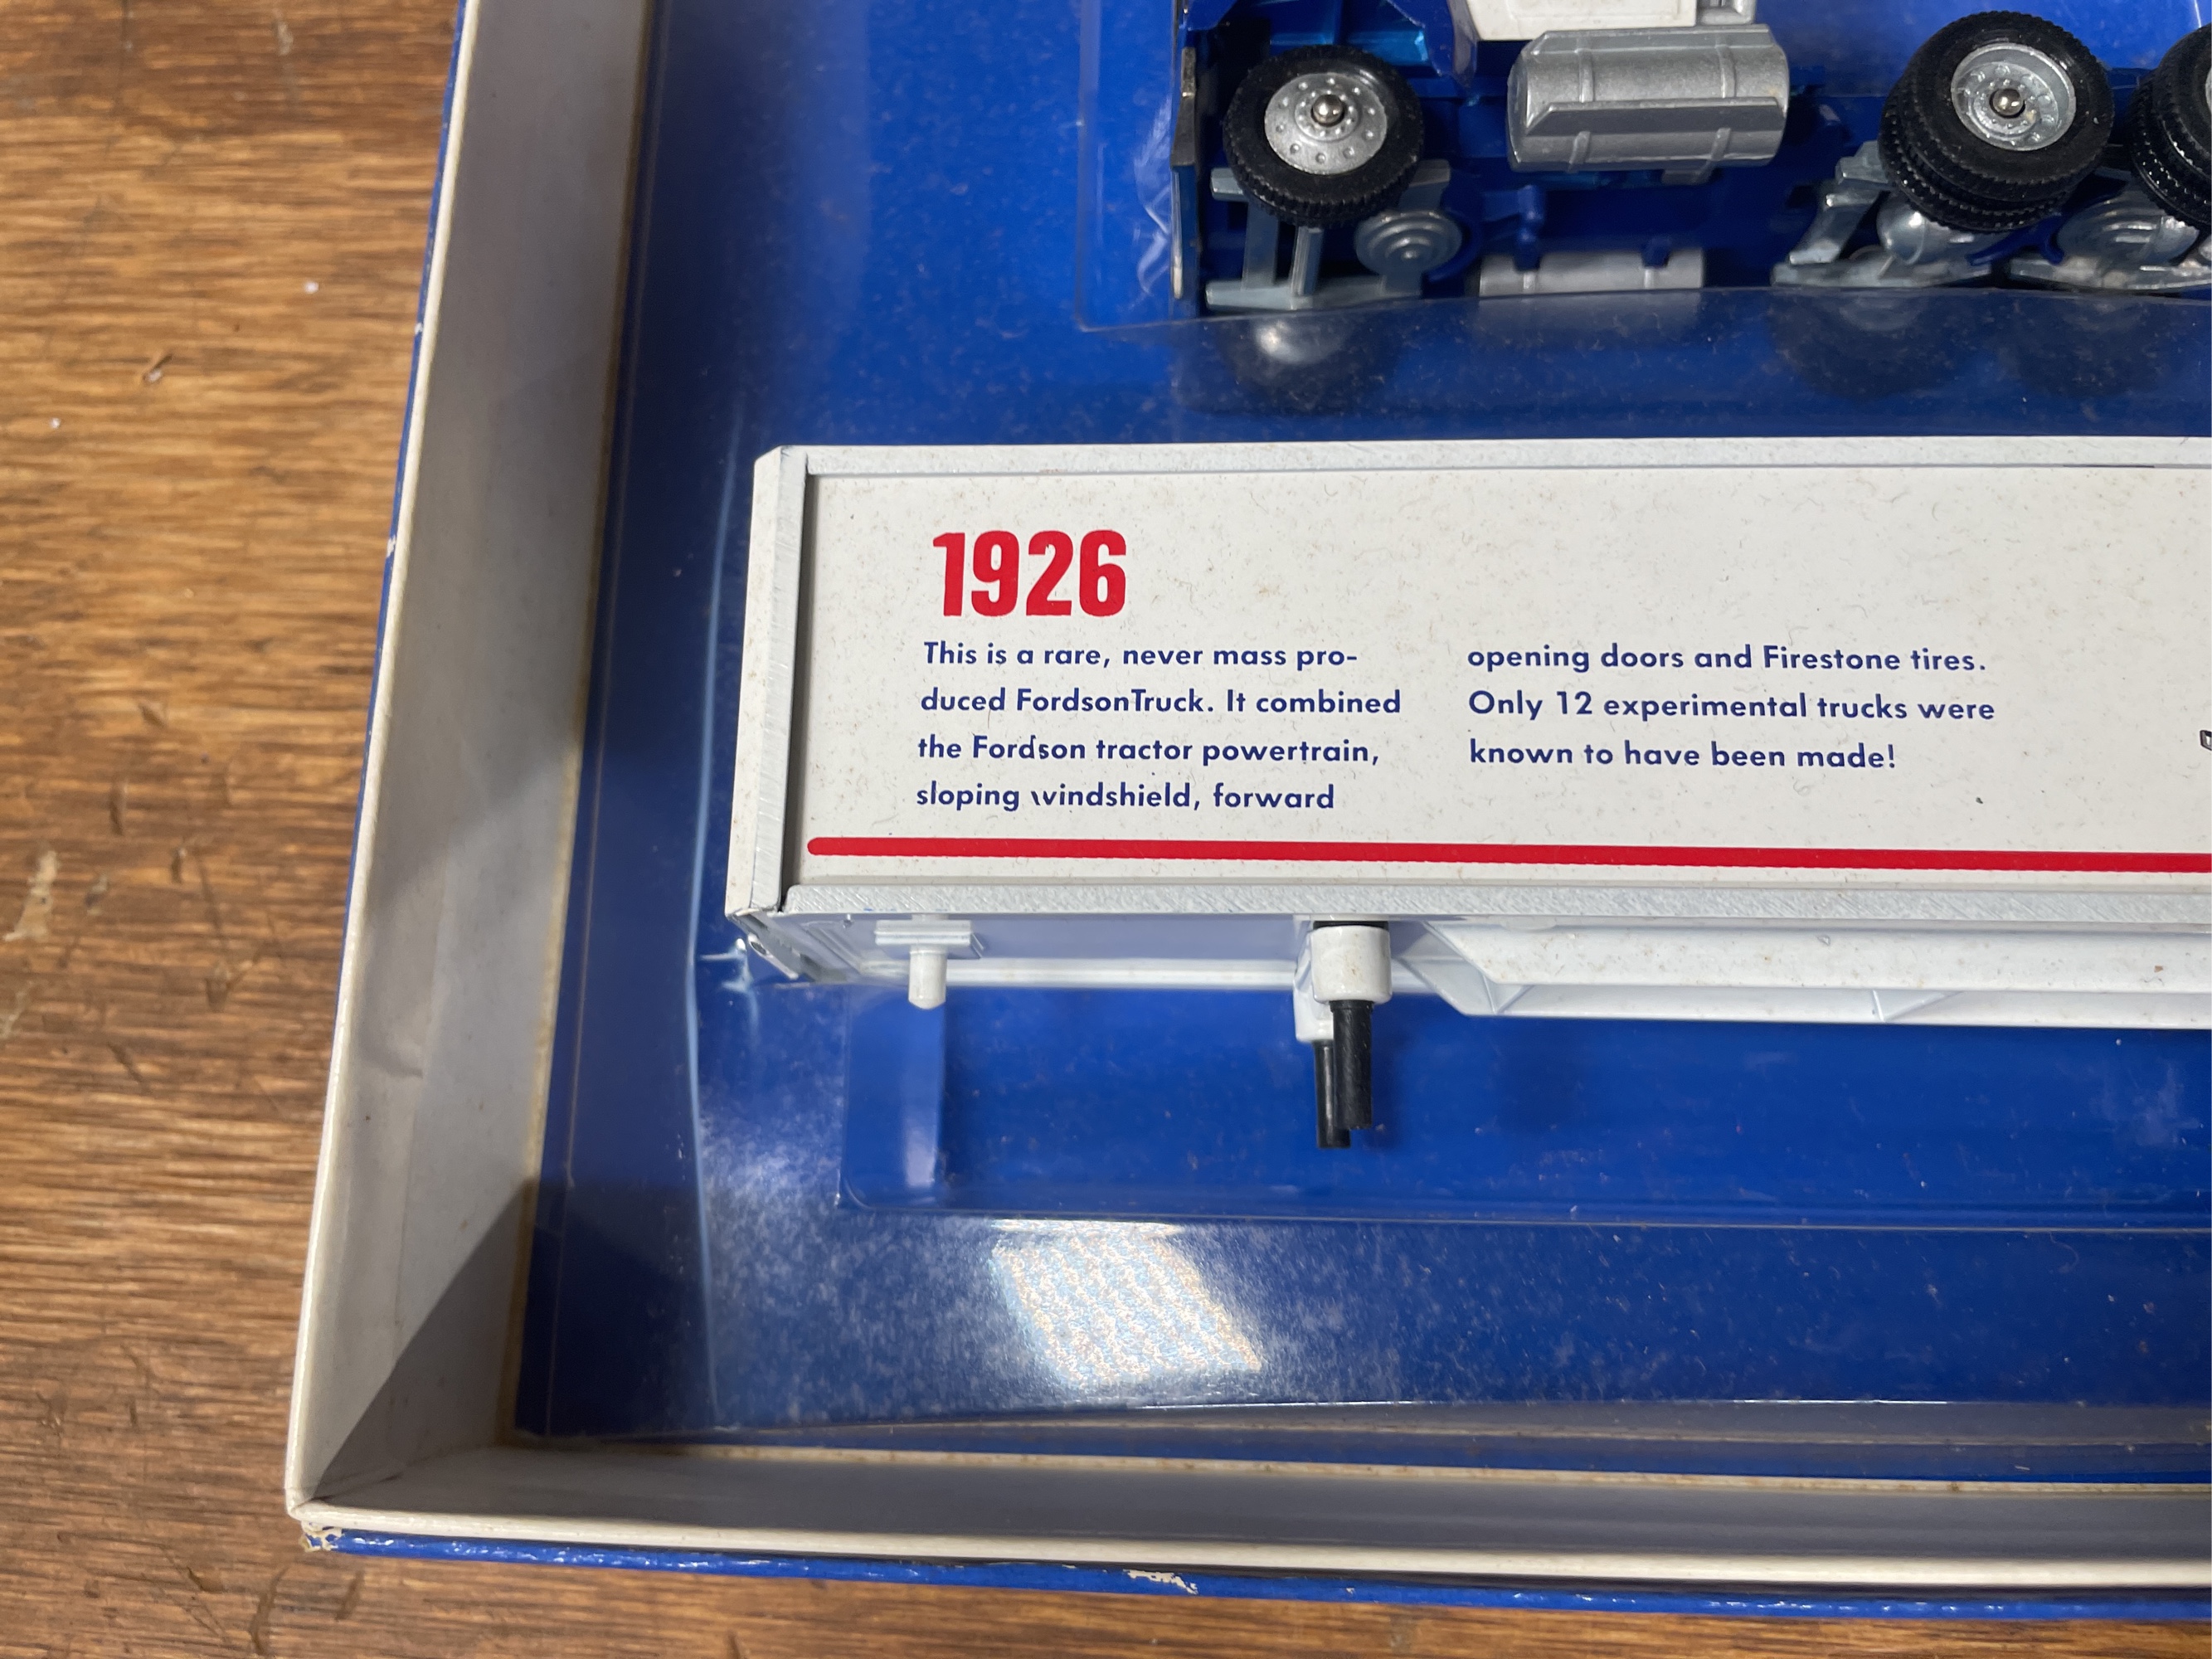 1926
This is a rare, never mass pro-
duced FordsonTruck. It combined
the Fordson tractor powertrain,
sloping windshield, forward
opening doors and Firestone tires.
Only 12 experimental trucks were
known to have been made!